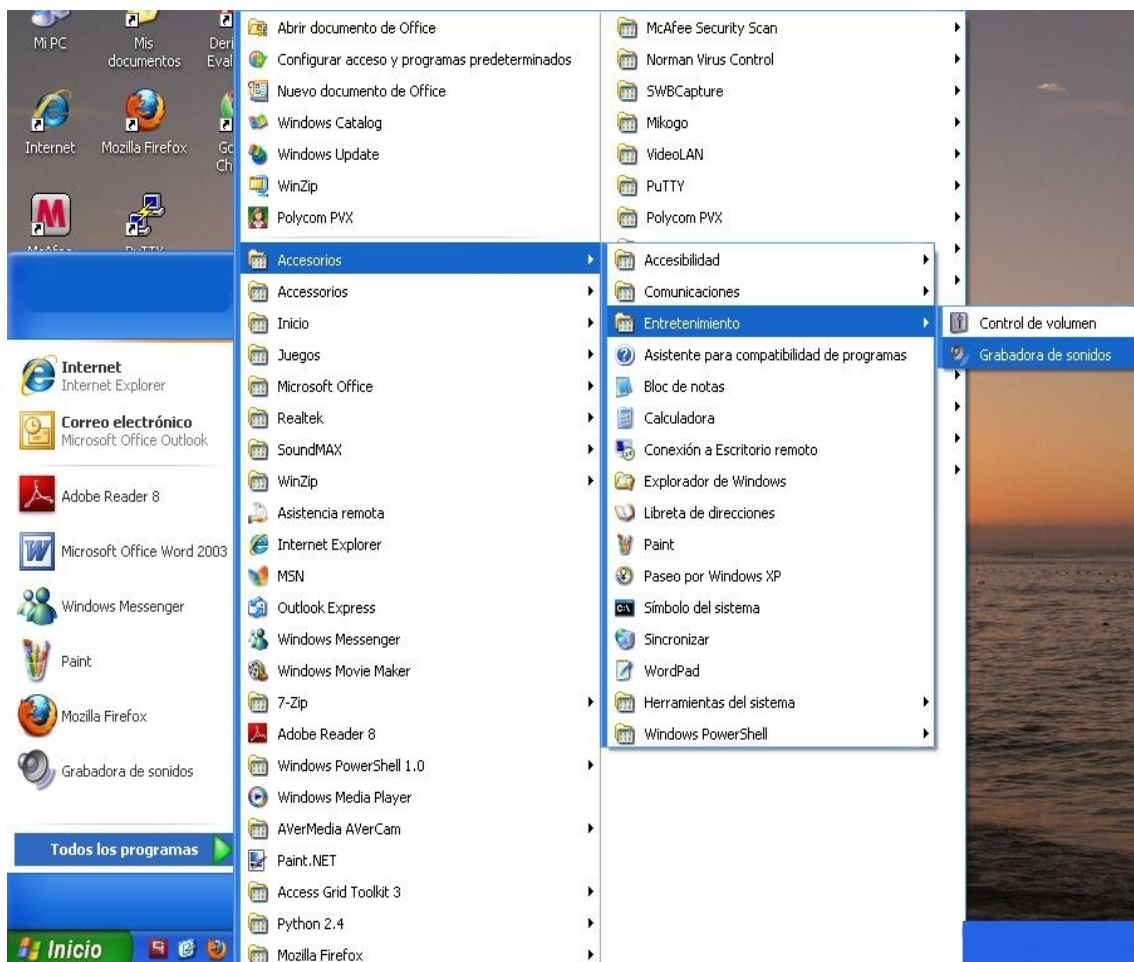 Mi PC
Mis documentos
Internet
Mozilla Firefox
PuTTY
Internet
Internet Explorer
Correo electrónico
Microsoft Office Outlook
Adobe Reader 8
Microsoft Office Word 2003
Windows Messenger
Paint
Mozilla Firefox
Grabadora de sonidos
Todos los programas
Inicio
Abrir documento de Office
Configurar acceso y programas predeterminados
Nuevo documento de Office
Windows Catalog
Windows Update
WinZip
Polycom PVX
Accesorios
Accessorios
Inicio
Juegos
Microsoft Office
Realtek
SoundMAX
WinZip
Asistencia remota
Internet Explorer
MSN
Outlook Express
Windows Messenger
Windows Movie Maker
7-Zip
Adobe Reader 8
Windows PowerShell 1.0
Windows Media Player
AVerMedia AVerCam
Paint.NET
Access Grid Toolkit 3
Python 2.4
Mozilla Firefox
McAfee Security Scan
Norman Virus Control
SWBCapture
Mikogo
VideoLAN
PuTTY
Polycom PVX
Accesibilidad
Comunicaciones
Entretenimiento
Asistente para compatibilidad de programas
Bloc de notas
Calculadora
Conexión a Escritorio remoto
Explorador de Windows
Libreta de direcciones
Paint
Paseo por Windows XP
Símbolo del sistema
Sincronizar
WordPad
Herramientas del sistema
Windows PowerShell
Control de volumen
Grabadora de sonidos